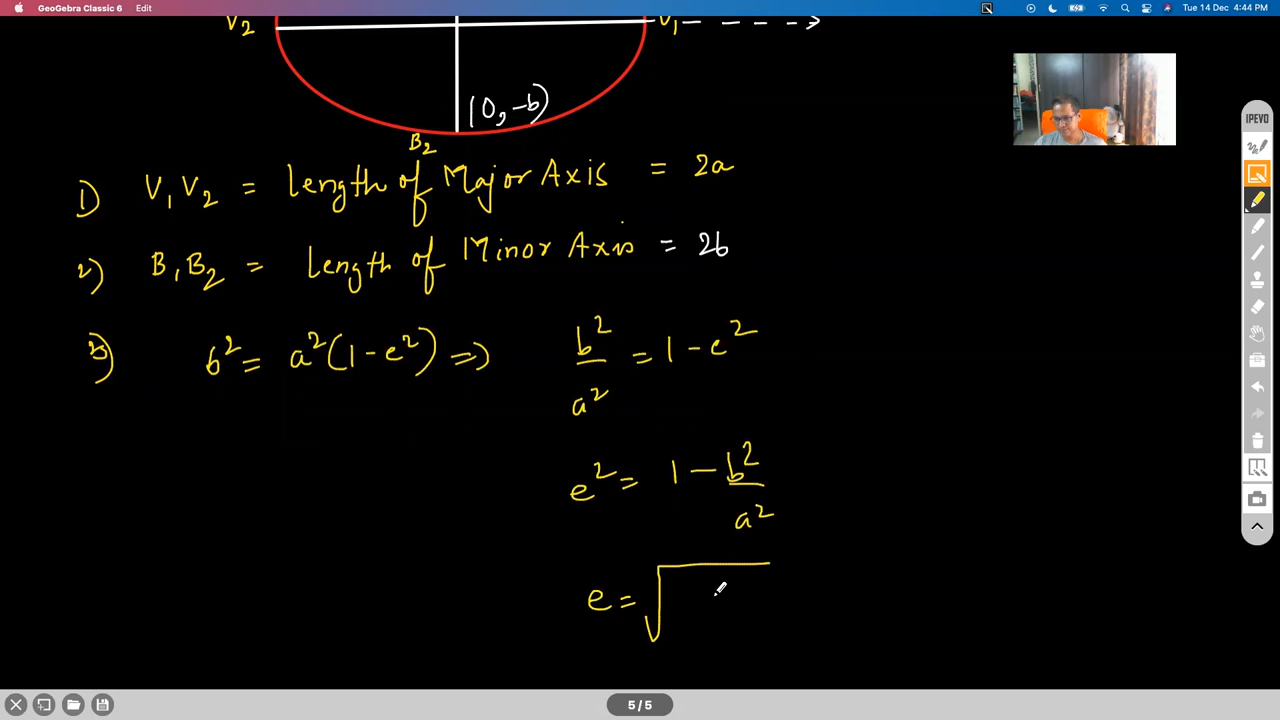 GeoGebra Classic 6 Edit Tue 14 Dec 4:44 PM
V2 V1
(0, -b)
B2
IPEVO
1) V1V2 = length of Major Axis = 2a
2) B1B2 = length of Minor Axis = 2b
3) b² = a²(1 - e²) => b²/a² = 1 - e²
e² = 1 - b²/a²
e = √
5/5